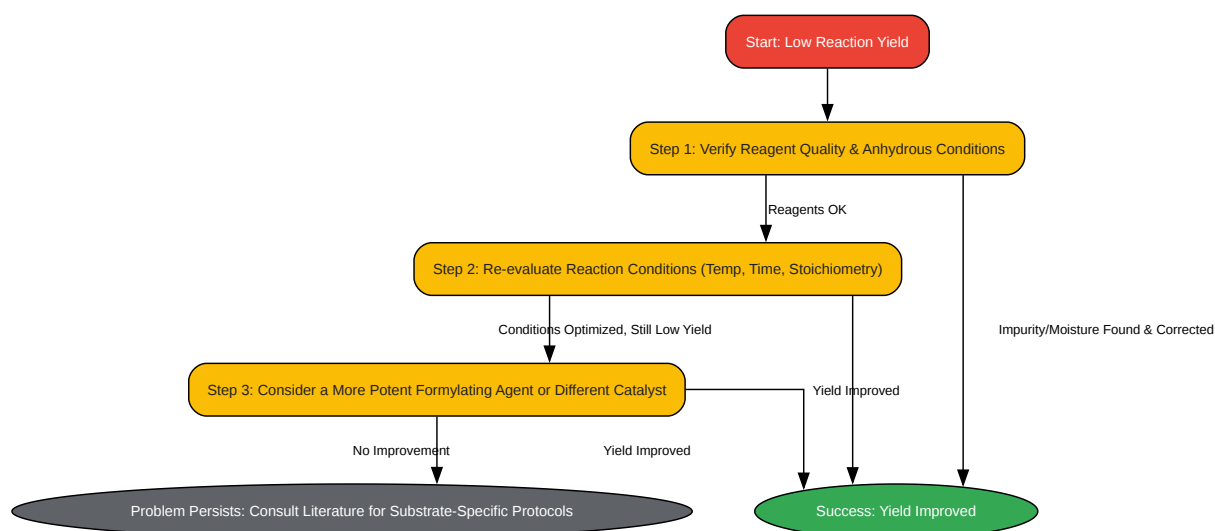 Start: Low Reaction Yield
Step 1: Verify Reagent Quality & Anhydrous Conditions
Reagents OK
Step 2: Re-evaluate Reaction Conditions (Temp, Time, Stoichiometry)
Conditions Optimized, Still Low Yield
Impurity/Moisture Found & Corrected
Step 3: Consider a More Potent Formylating Agent or Different Catalyst
Yield Improved
No Improvement
Yield Improved
Problem Persists: Consult Literature for Substrate-Specific Protocols
Success: Yield Improved